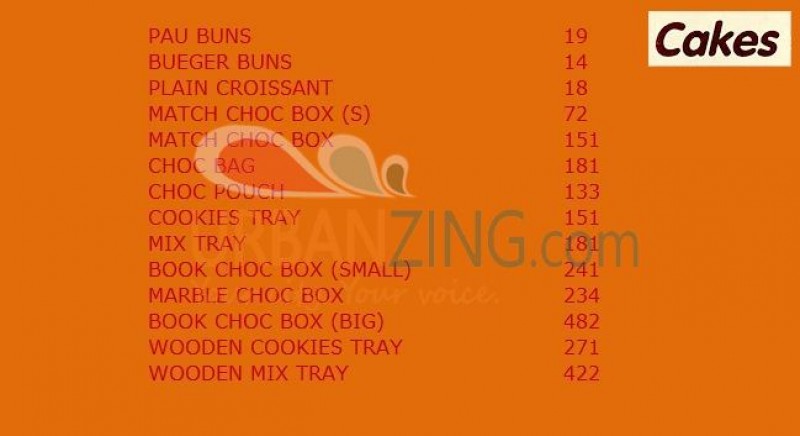 Cakes
PAU BUNS 19
BUEGER BUNS 14
PLAIN CROISSANT 18
MATCH CHOC BOX (S) 72
MATCH CHOC BOX 151
CHOC BAG 181
CHOC POUCH 133
COOKIES TRAY 151
MIX TRAY 181
BOOK CHOC BOX (SMALL) 241
MARBLE CHOC BOX 234
BOOK CHOC BOX (BIG) 482
WOODEN COOKIES TRAY 271
WOODEN MIX TRAY 422
URBANZING.com
Your city. Your voice.